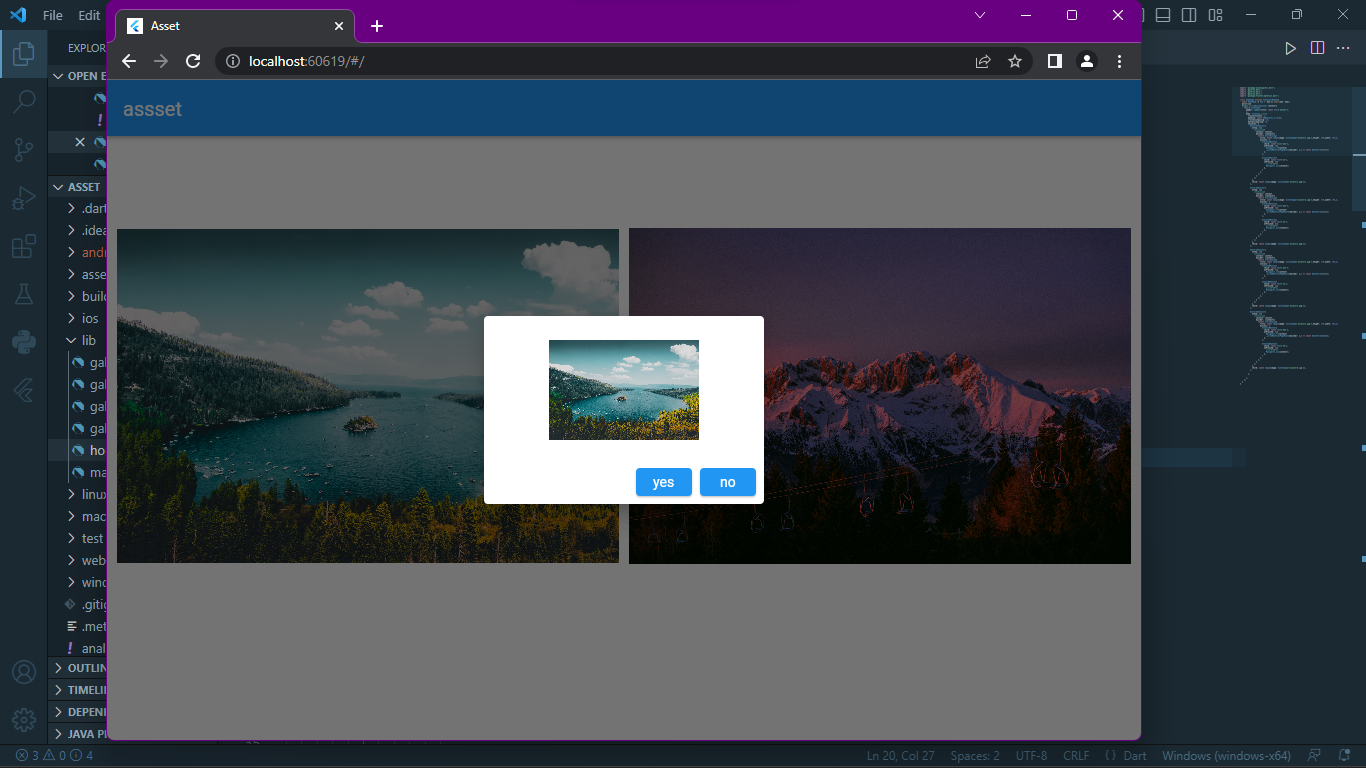 File Edit
Asset
localhost:60619/#/
EXPLOR
OPEN E
assset
ASSET
.dart
.idea
andr
asse
build
ios
lib
gal
gal
gal
gal
ho
ma
linux
mac
test
web
wind
.gitig
.met
anal
yes no
OUTLIN
TIMELI
DEPEN
JAVA P
3 0 4
Ln 20, Col 27 Spaces: 2 UTF-8 CRLF { } Dart Windows (windows-x64)